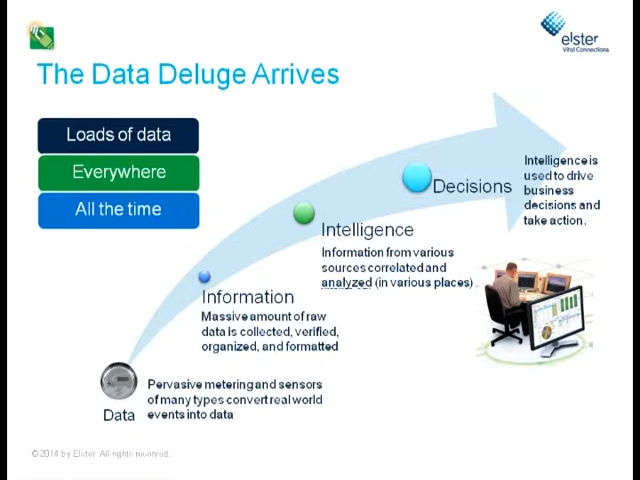 elster
Vital Connections
The Data Deluge Arrives
Loads of data
Everywhere
All the time
Decisions
Intelligence is
used to drive
business
decisions and
take action.
Intelligence
Information from various
sources correlated and
analyzed (in various places)
Information
Massive amount of raw
data is collected, verified,
organized, and formatted
Data
Pervasive metering and sensors
of many types convert real world
events into data
© 2014 by Elster. All rights reserved.